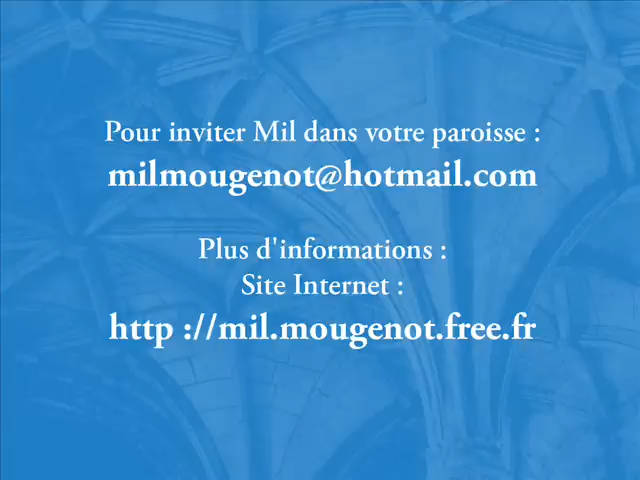 Pour inviter Mil dans votre paroisse :
milmougenot@hotmail.com
Plus d'informations :
Site Internet :
http ://mil.mougenot.free.fr